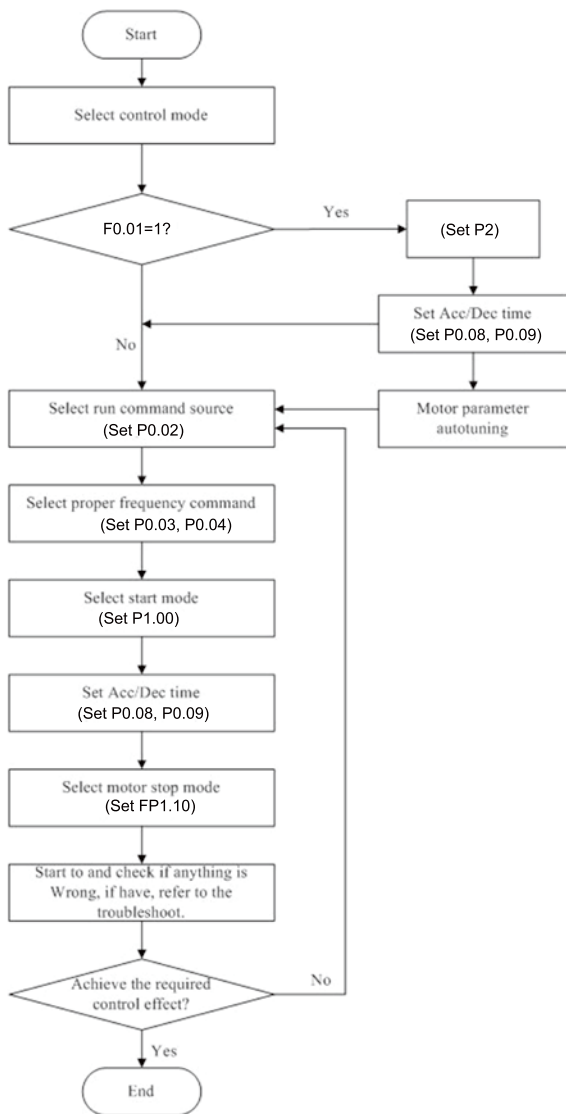 Start
Select control mode
F0.01=1?
Yes
(Set P2)
Set Acc/Dec time
(Set P0.08, P0.09)
No
Select run command source
(Set P0.02)
Motor parameter
autotuning
Select proper frequency command
(Set P0.03, P0.04)
Select start mode
(Set P1.00)
Set Acc/Dec time
(Set P0.08, P0.09)
Select motor stop mode
(Set FP1.10)
Start to and check if anything is
Wrong, if have, refer to the
troubleshoot.
Achieve the required
control effect?
No
Yes
End